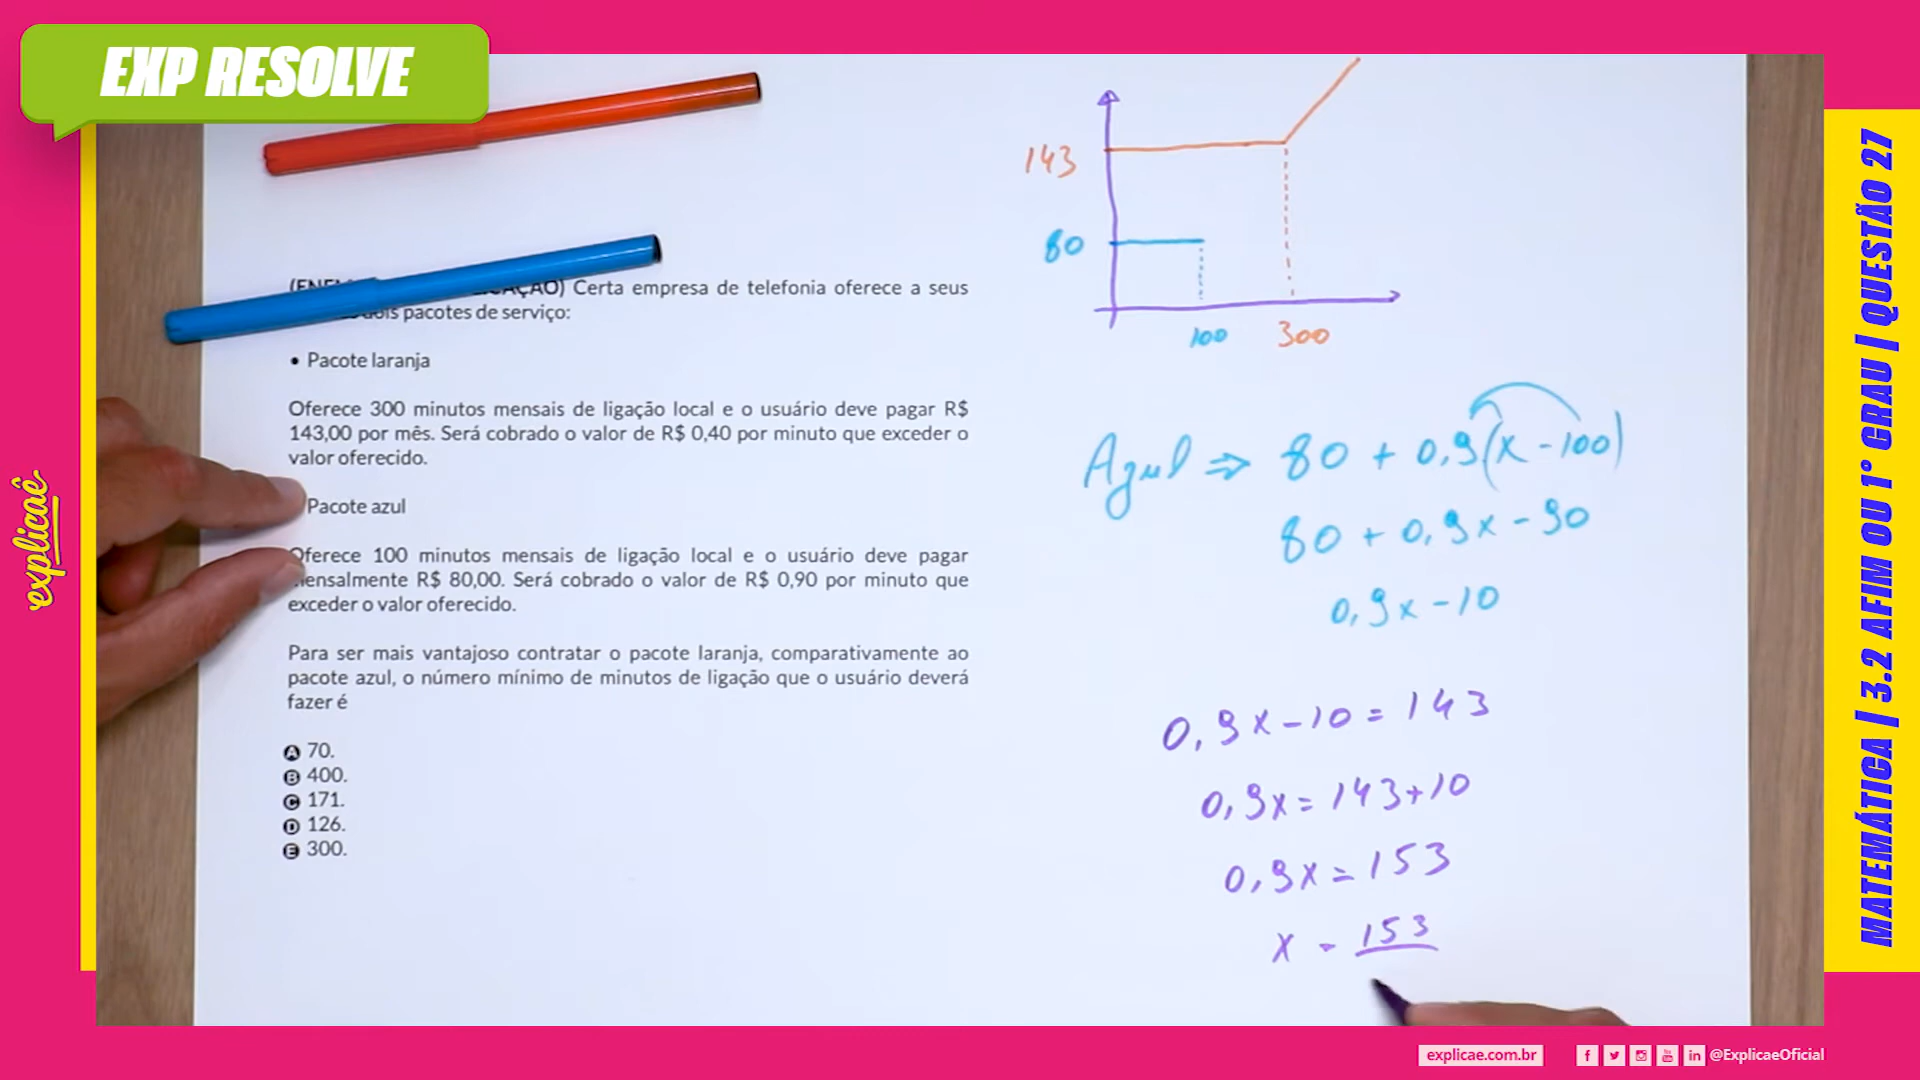 EXP RESOLVE
explicaê
Certa empresa de telefonia oferece a seus
pacotes de serviço:
• Pacote laranja
Oferece 300 minutos mensais de ligação local e o usuário deve pagar R$
143,00 por mês. Será cobrado o valor de R$ 0,40 por minuto que exceder o
valor oferecido.
Pacote azul
Oferece 100 minutos mensais de ligação local e o usuário deve pagar
mensalmente R$ 80,00. Será cobrado o valor de R$ 0,90 por minuto que
exceder o valor oferecido.
Para ser mais vantajoso contratar o pacote laranja, comparativamente ao
pacote azul, o número mínimo de minutos de ligação que o usuário deverá
fazer é
A 70.
B 400.
C 171.
D 126.
E 300.
143
80
100 300
Azul ⇒ 80 + 0,9(x - 100)
80 + 0,9x - 90
0,9x - 10
0,9x - 10 = 143
0,9x = 143 + 10
0,9x = 153
x = 153
MATEMÁTICA | 3.2 AFIM OU 1° GRAU | QUESTÃO 27
explicae.com.br
@ExplicaeOficial